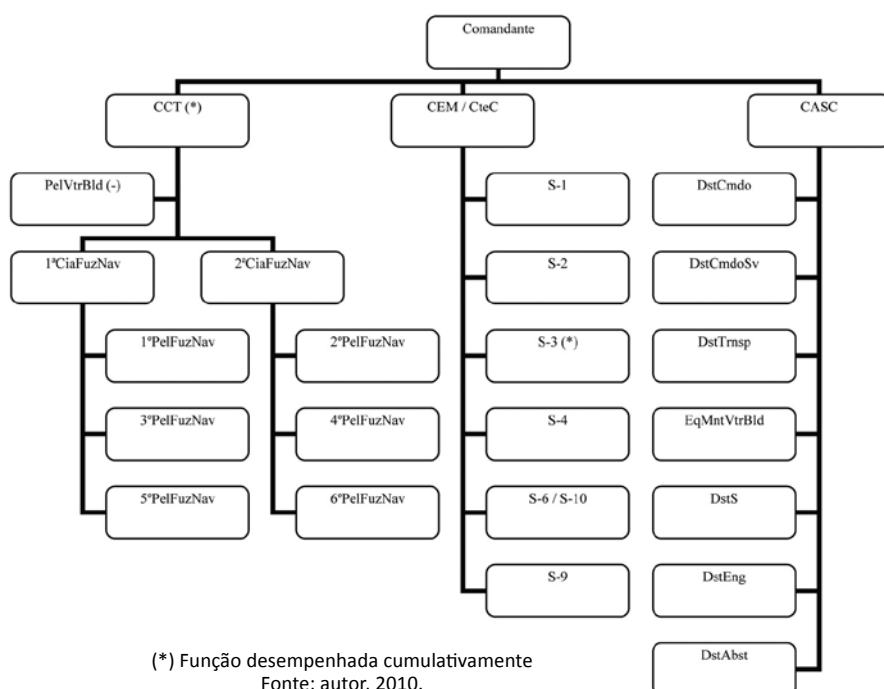 Comandante
CCT (*)
CEM / CteC
CASC
PelVtrBld (-)
S-1
DstCmdo
1ªCiaFuzNav
2ªCiaFuzNav
S-2
DstCmdoSv
1ºPelFuzNav
2ºPelFuzNav
S-3 (*)
DstTrnsp
3ºPelFuzNav
4ºPelFuzNav
S-4
EqMntVtrBld
5ºPelFuzNav
6ºPelFuzNav
S-6 / S-10
DstS
S-9
DstEng
DstAbst
(*) Função desempenhada cumulativamente
Fonte: autor, 2010.